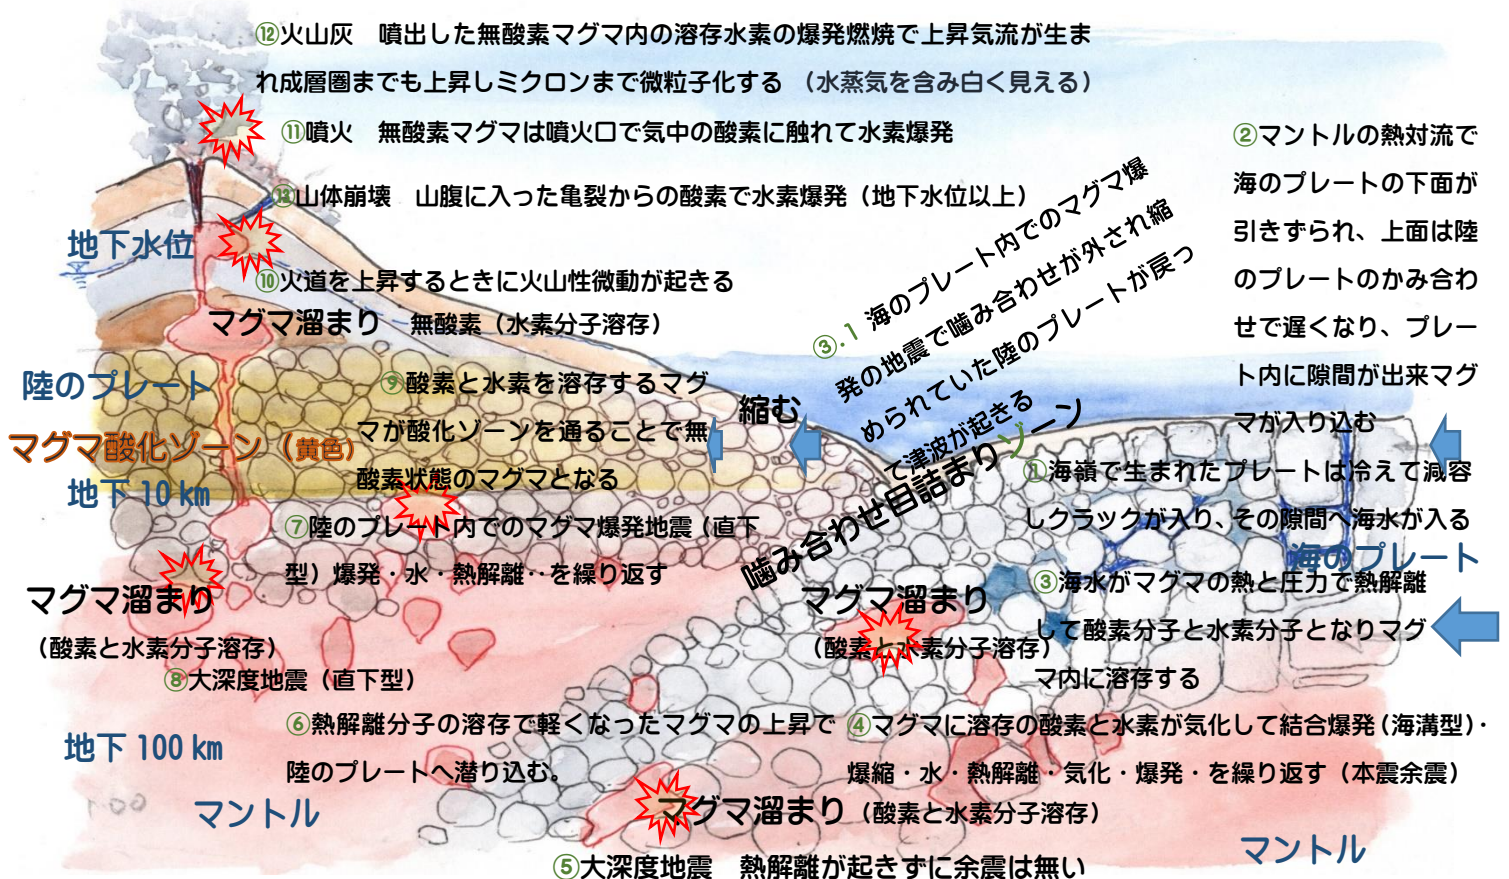 ⑫火山灰　噴出した無酸素マグマ内の溶存水素の爆発燃焼で上昇気流が生ま
れ成層圏までも上昇しミクロンまで微粒子化する （水蒸気を含み白く見える）
⑪噴火　無酸素マグマは噴火口で気中の酸素に触れて水素爆発
⑬山体崩壊　山腹に入った亀裂からの酸素で水素爆発（地下水位以上）
地下水位
⑩火道を上昇するときに火山性微動が起きる
マグマ溜まり　無酸素（水素分子溶存）
陸のプレート
⑨酸素と水素を溶存するマグ
マが酸化ゾーンを通ることで無
酸素状態のマグマとなる
マグマ酸化ゾーン（黄色）
地下 10 km
縮む
⑦陸のプレート内でのマグマ爆発地震（直下
型）爆発・水・熱解離‥を繰り返す
マグマ溜まり
（酸素と水素分子溶存）
⑧大深度地震（直下型）
⑥熱解離分子の溶存で軽くなったマグマの上昇で
陸のプレートへ潜り込む。
地下 100 km
100
マントル
②マントルの熱対流で
海のプレートの下面が
引きずられ、上面は陸
のプレートのかみ合わ
せで遅くなり、プレー
ト内に隙間が出来マグ
マが入り込む
③.1 海のプレート内でのマグマ爆
発の地震で噛み合わせが外され縮
められていた陸のプレートが戻っ
て津波が起きる
噛み合わせ目詰まりゾーン
①海嶺で生まれたプレートは冷えて減容
しクラックが入り、その隙間へ海水が入る
海のプレート
③海水がマグマの熱と圧力で熱解離
して酸素分子と水素分子となりマグ
マ内に溶存する
マグマ溜まり
（酸素と水素分子溶存）
④マグマに溶存の酸素と水素が気化して結合爆発（海溝型）・
爆縮・水・熱解離・気化・爆発・を繰り返す（本震余震）
マグマ溜まり（酸素と水素分子溶存）
マントル
⑤大深度地震　熱解離が起きずに余震は無い